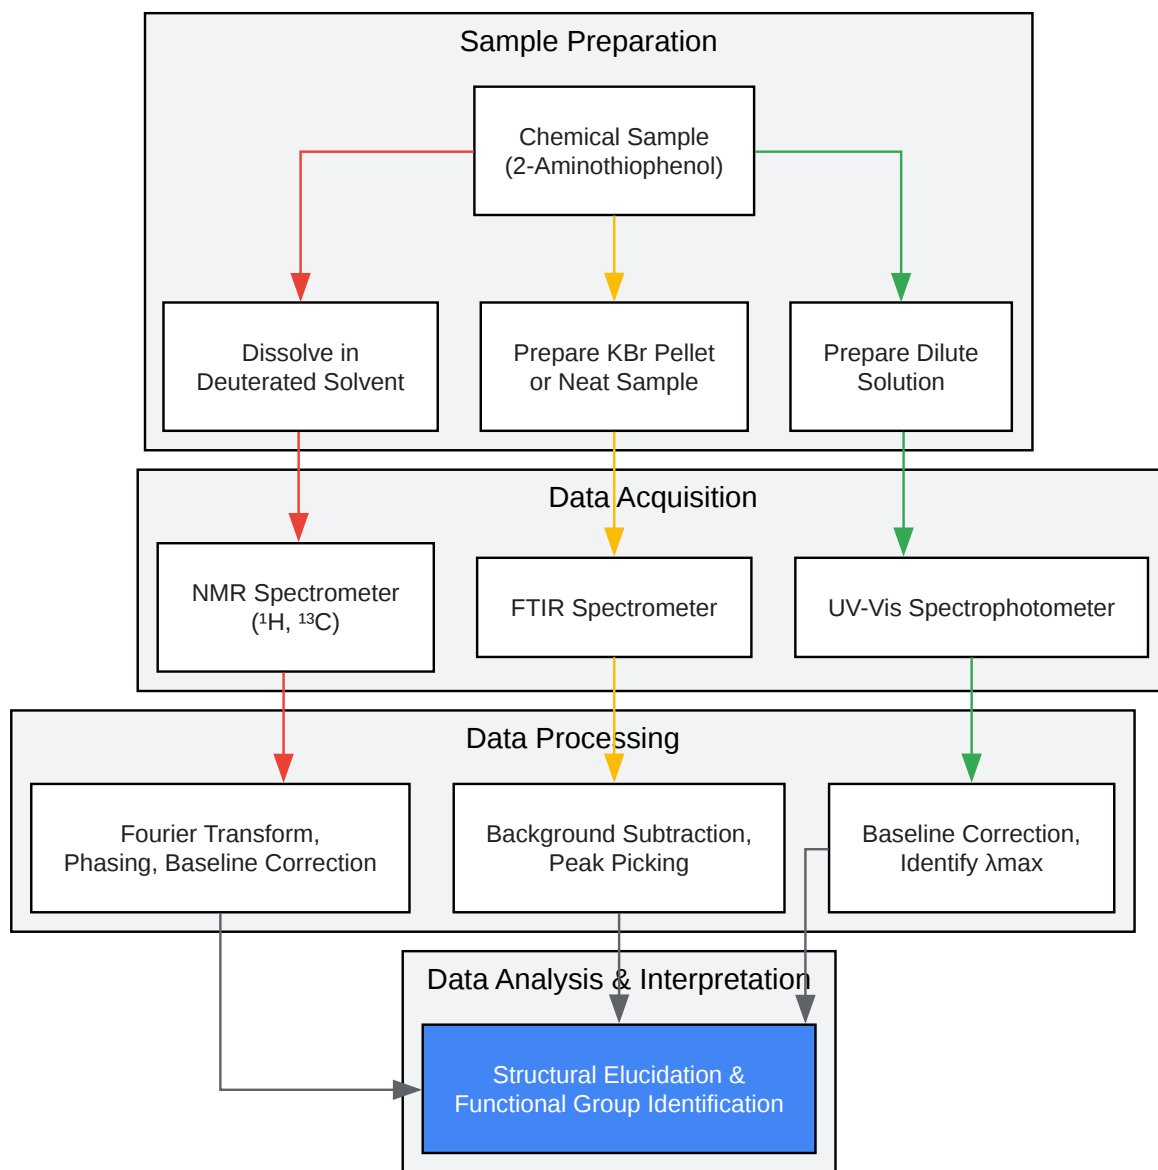 Sample Preparation
Chemical Sample
(2-Aminothiophenol)
Dissolve in
Deuterated Solvent
Prepare KBr Pellet
or Neat Sample
Prepare Dilute
Solution
Data Acquisition
NMR Spectrometer
(¹H, ¹³C)
FTIR Spectrometer
UV-Vis Spectrophotometer
Data Processing
Fourier Transform,
Phasing, Baseline Correction
Background Subtraction,
Peak Picking
Baseline Correction,
Identify λmax
Data Analysis & Interpretation
Structural Elucidation &
Functional Group Identification